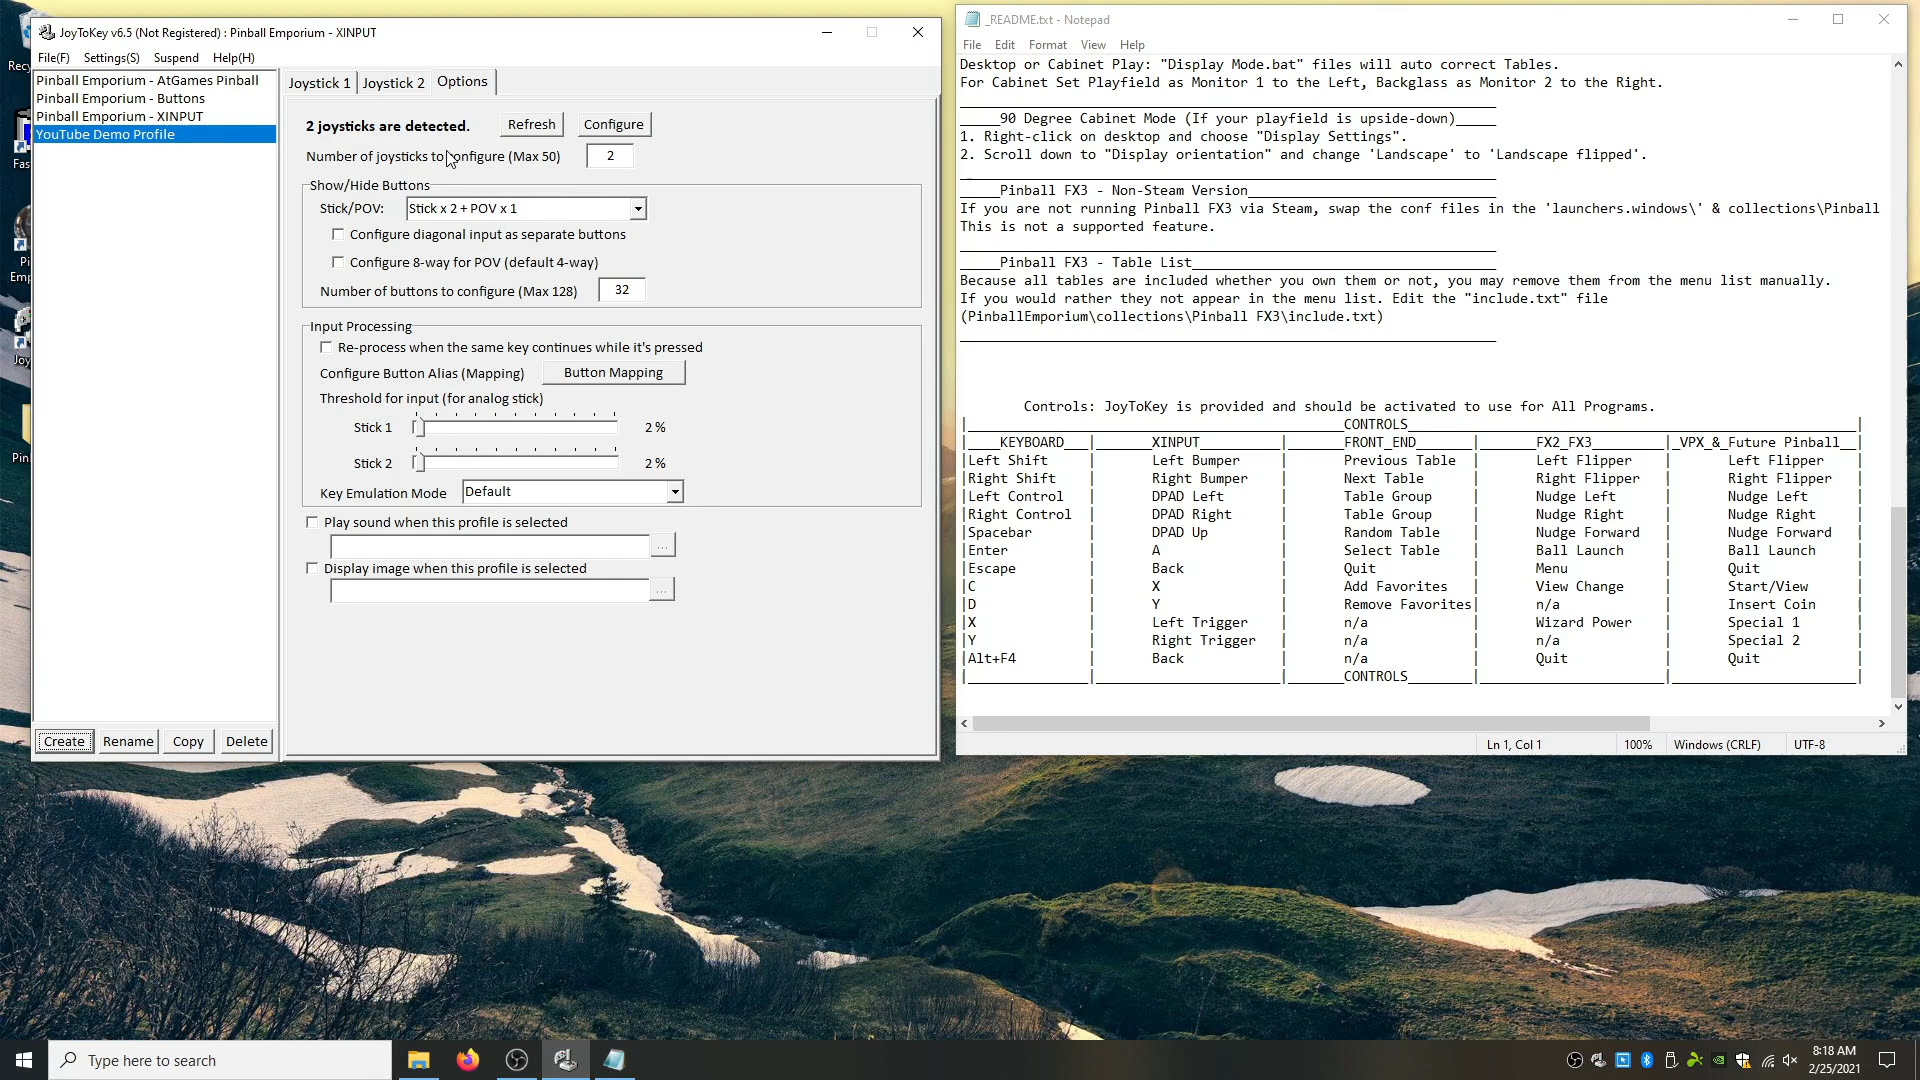 JoyToKey v6.5 (Not Registered) : Pinball Emporium - XINPUT
File(F) Settings(S) Suspend Help(H)
Pinball Emporium - AtGames Pinball
Pinball Emporium - Buttons
Pinball Emporium - XINPUT
YouTube Demo Profile
Create Rename Copy Delete
Joystick 1 Joystick 2 Options
2 joysticks are detected. Refresh Configure
Number of joysticks to configure (Max 50) 2
Show/Hide Buttons
Stick/POV: Stick x 2 + POV x 1
Configure diagonal input as separate buttons
Configure 8-way for POV (default 4-way)
Number of buttons to configure (Max 128) 32
Input Processing
Re-process when the same key continues while it's pressed
Configure Button Alias (Mapping) Button Mapping
Threshold for input (for analog stick)
Stick 1 2 %
Stick 2 2 %
Key Emulation Mode Default
Play sound when this profile is selected
...
Display image when this profile is selected
...
_README.txt - Notepad
File Edit Format View Help
Desktop or Cabinet Play: "Display Mode.bat" files will auto correct Tables.
For Cabinet Set Playfield as Monitor 1 to the Left, Backglass as Monitor 2 to the Right.
_____90 Degree Cabinet Mode (If your playfield is upside-down)_____
1. Right-click on desktop and choose "Display Settings".
2. Scroll down to "Display orientation" and change 'Landscape' to 'Landscape flipped'.
_____Pinball FX3 - Non-Steam Version_______________________________
If you are not running Pinball FX3 via Steam, swap the conf files in the 'launchers.windows\' & collections\Pinball
This is not a supported feature.
_____Pinball FX3 - Table List______________________________________
Because all tables are included whether you own them or not, you may remove them from the menu list manually.
If you would rather they not appear in the menu list. Edit the "include.txt" file
(PinballEmporium\collections\Pinball FX3\include.txt)
Controls: JoyToKey is provided and should be activated to use for All Programs.
CONTROLS
|____KEYBOARD___|_______XINPUT__________|_______FRONT_END_______|_______FX2_FX3_________|_VPX_&_Future Pinball__|
|Left Shift | Left Bumper | Previous Table | Left Flipper | Left Flipper |
|Right Shift | Right Bumper | Next Table | Right Flipper | Right Flipper |
|Left Control | DPAD Left | Table Group | Nudge Left | Nudge Left |
|Right Control | DPAD Right | Table Group | Nudge Right | Nudge Right |
|Spacebar | DPAD Up | Random Table | Nudge Forward | Nudge Forward |
|Enter | A | Select Table | Ball Launch | Ball Launch |
|Escape | Back | Quit | Menu | Quit |
|C | X | Add Favorites | View Change | Start/View |
|D | Y | Remove Favorites| n/a | Insert Coin |
|X | Left Trigger | n/a | Wizard Power | Special 1 |
|Y | Right Trigger | n/a | n/a | Special 2 |
|Alt+F4 | Back | n/a | Quit | Quit |
CONTROLS
Ln 1, Col 1 100% Windows (CRLF) UTF-8
Type here to search
8:18 AM
2/25/2021